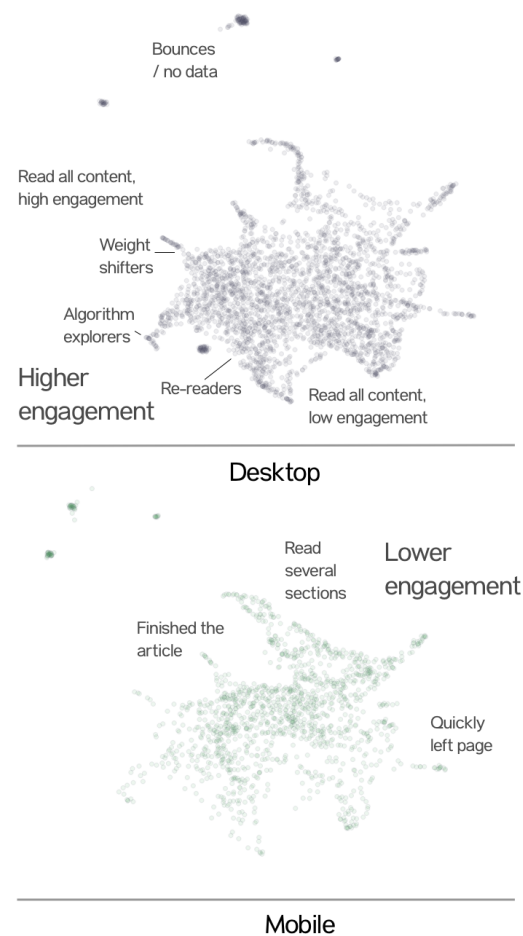 Bounces
/ no data
Read all content,
high engagement
Weight
shifters
Algorithm
explorers
Higher
engagement
Re-readers
Read all content,
low engagement
Desktop
Read
several
sections
Lower
engagement
Finished the
article
Quickly
left page
Mobile